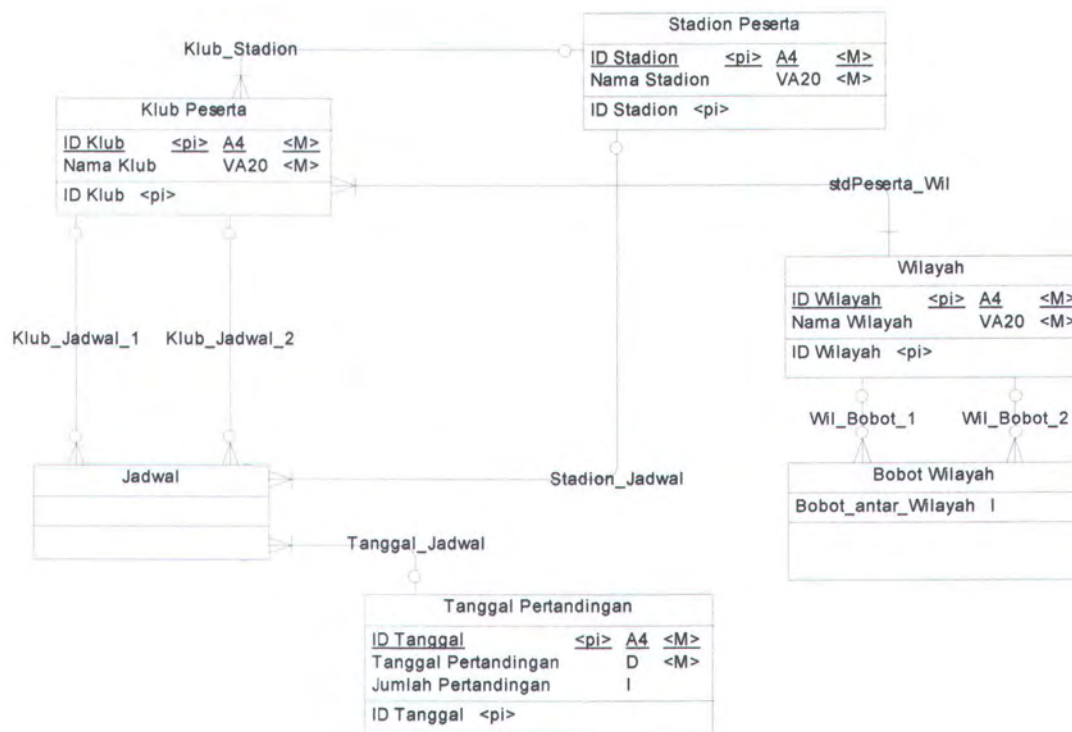 Stadion Peserta
ID Stadion <pi> A4 <M>
Nama Stadion VA20 <M>
ID Stadion <pi>
Klub_Stadion
Klub Peserta
ID Klub <pi> A4 <M>
Nama Klub VA20 <M>
ID Klub <pi>
stdPeserta_Wil
Wilayah
ID Wilayah <pi> A4 <M>
Nama Wilayah VA20 <M>
ID Wilayah <pi>
Klub_Jadwal_1 Klub_Jadwal_2
Wil_Bobot_1 Wil_Bobot_2
Jadwal
Stadion_Jadwal
Bobot Wilayah
Bobot_antar_Wilayah I
Tanggal_Jadwal
Tanggal Pertandingan
ID Tanggal <pi> A4 <M>
Tanggal Pertandingan D <M>
Jumlah Pertandingan I
ID Tanggal <pi>